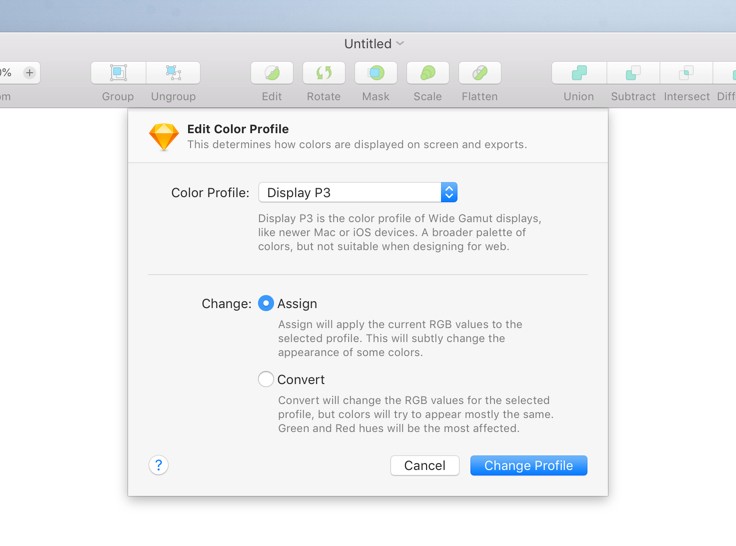 Untitled
0% +
om Group Ungroup Edit Rotate Mask Scale Flatten Union Subtract Intersect Diff
Edit Color Profile
This determines how colors are displayed on screen and exports.
Color Profile: Display P3
Display P3 is the color profile of Wide Gamut displays,
like newer Mac or iOS devices. A broader palette of
colors, but not suitable when designing for web.
Change: Assign
Assign will apply the current RGB values to the
selected profile. This will subtly change the
appearance of some colors.
Convert
Convert will change the RGB values for the selected
profile, but colors will try to appear mostly the same.
Green and Red hues will be the most affected.
? Cancel Change Profile